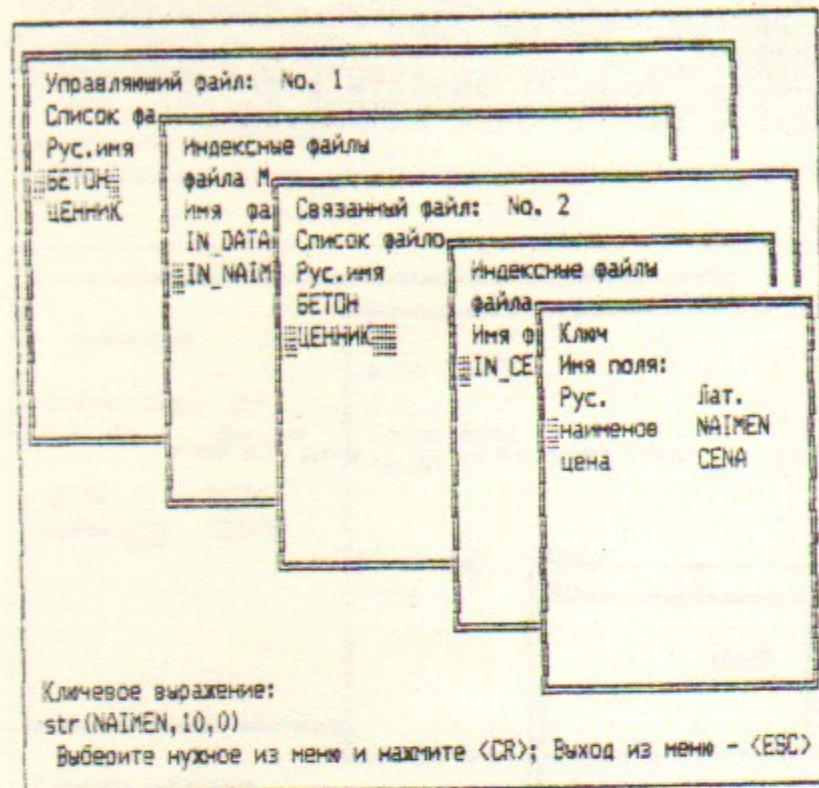 Управляющий файл: No. 1
Список фа
Рус.имя
БЕТОН
ЦЕННИК
Индексные файлы
файла М
Имя фа
IN_DATA
IN_NAIM
Связанный файл: No. 2
Список файло
Рус.имя
БЕТОН
ЦЕННИК
Индексные файлы
файла
Имя ф
IN_CE
Ключ
Имя поля:
Рус. Лат.
наименов NAIMEN
цена CENA
Ключевое выражение:
str(NAIMEN,10,0)
Выберите нужное из меню и нажмите <CR>; Выход из меню - <ESC>